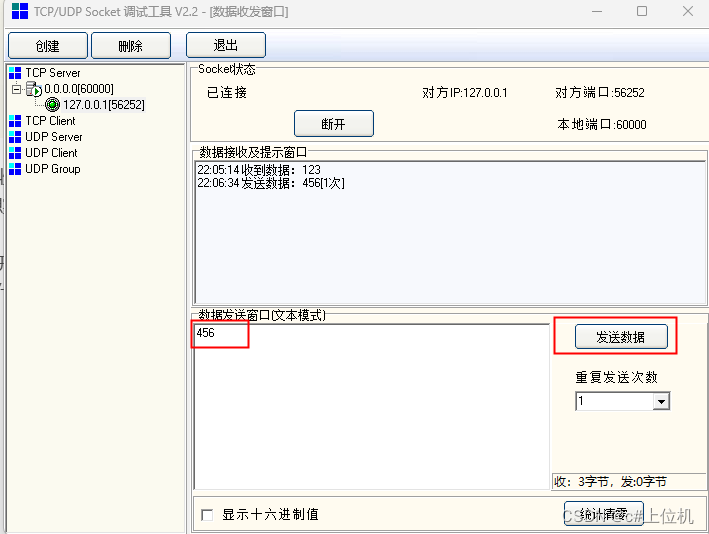 TCP/UDP Socket 调试工具 V2.2 - [数据收发窗口]
创建 删除 退出
TCP Server
0.0.0.0[60000]
127.0.0.1[56252]
TCP Client
UDP Server
UDP Client
UDP Group
Socket状态
已连接 对方IP:127.0.0.1 对方端口:56252
断开 本地端口:60000
数据接收及提示窗口
22:05:14 收到数据：123
22:06:34 发送数据：456[1次]
数据发送窗口(文本模式)
456
发送数据
重复发送次数
1
收：3字节，发:0字节
显示十六进制值
统计清零
CSDN @c#上位机